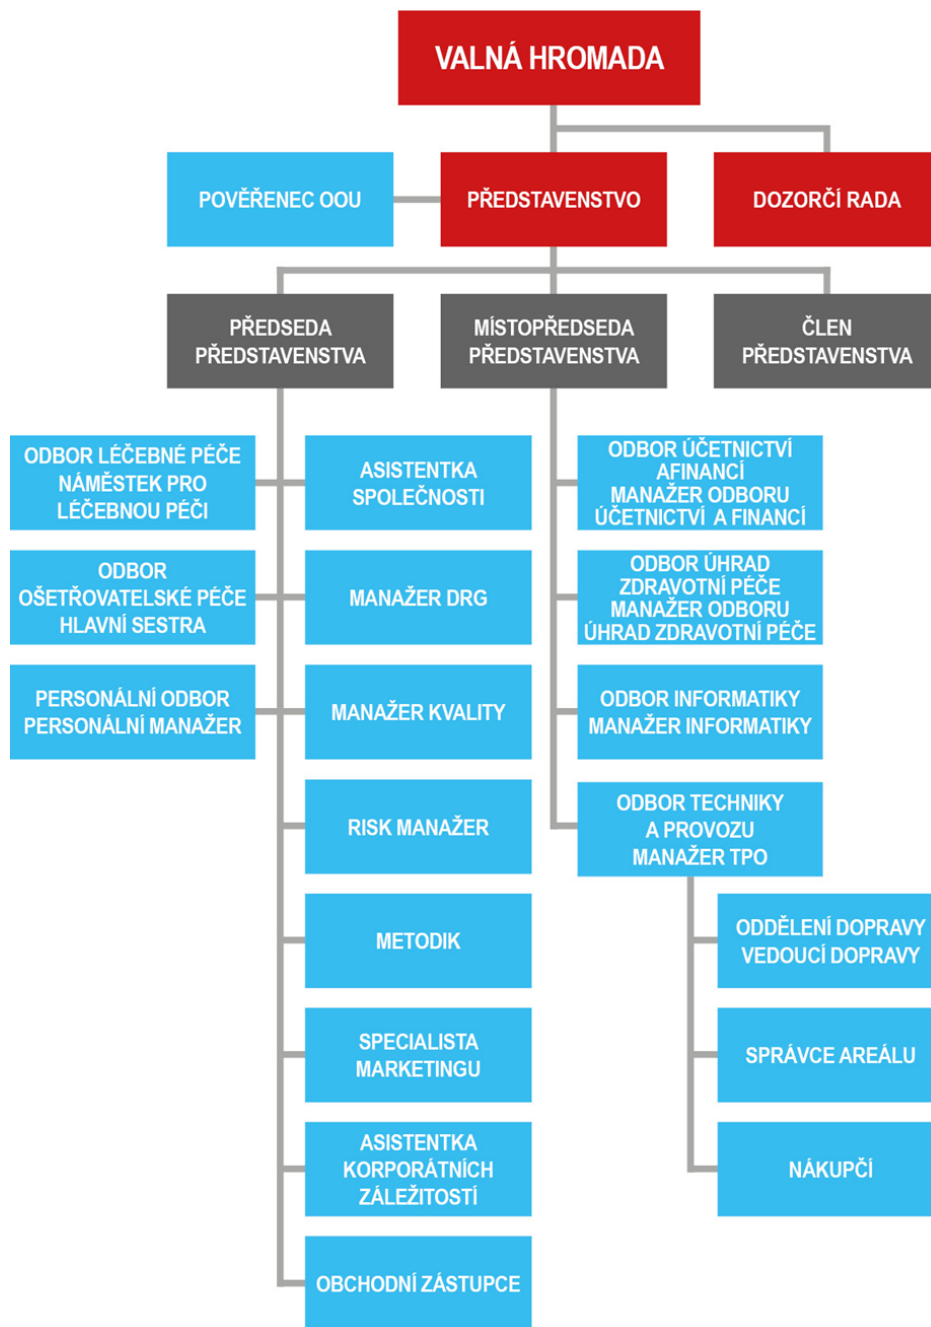 VALNÁ HROMADA
POVĚŘENEC OOU
PŘEDSTAVENSTVO
DOZORČÍ RADA
PŘEDSEDA
PŘEDSTAVENSTVA
MÍSTOPŘEDSEDA
PŘEDSTAVENSTVA
ČLEN
PŘEDSTAVENSTVA
ODBOR LÉČEBNÉ PÉČE
NÁMĚSTEK PRO
LÉČEBNOU PÉČI
ASISTENTKA
SPOLEČNOSTI
ODBOR ÚČETNICTVÍ
AFINANCÍ
MANAŽER ODBORU
ÚČETNICTVÍ A FINANCÍ
ODBOR
OŠETŘOVATELSKÉ PÉČE
HLAVNÍ SESTRA
MANAŽER DRG
ODBOR ÚHRAD
ZDRAVOTNÍ PÉČE
MANAŽER ODBORU
ÚHRAD ZDRAVOTNÍ PÉČE
PERSONÁLNÍ ODBOR
PERSONÁLNÍ MANAŽER
MANAŽER KVALITY
ODBOR INFORMATIKY
MANAŽER INFORMATIKY
RISK MANAŽER
ODBOR TECHNIKY
A PROVOZU
MANAŽER TPO
METODIK
ODDĚLENÍ DOPRAVY
VEDOUCÍ DOPRAVY
SPECIALISTA
MARKETINGU
SPRÁVCE AREÁLU
ASISTENTKA
KORPORÁTNÍCH
ZÁLEŽITOSTÍ
NÁKUPČÍ
OBCHODNÍ ZÁSTUPCE